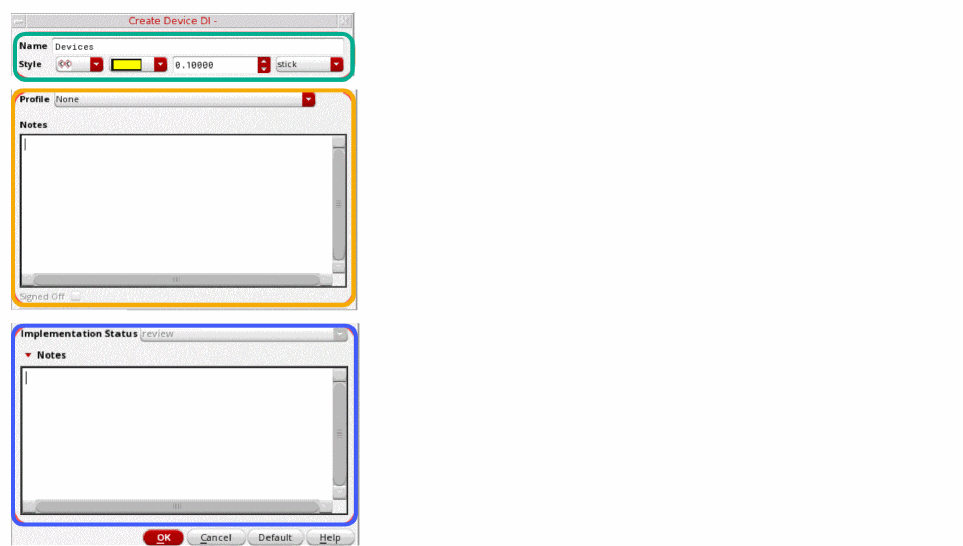 Create Device DI -
Name Devices
Style 0.10000 stick
Profile None
Notes
Signed Off
Implementation Status review
Notes
OK Cancel Default Help